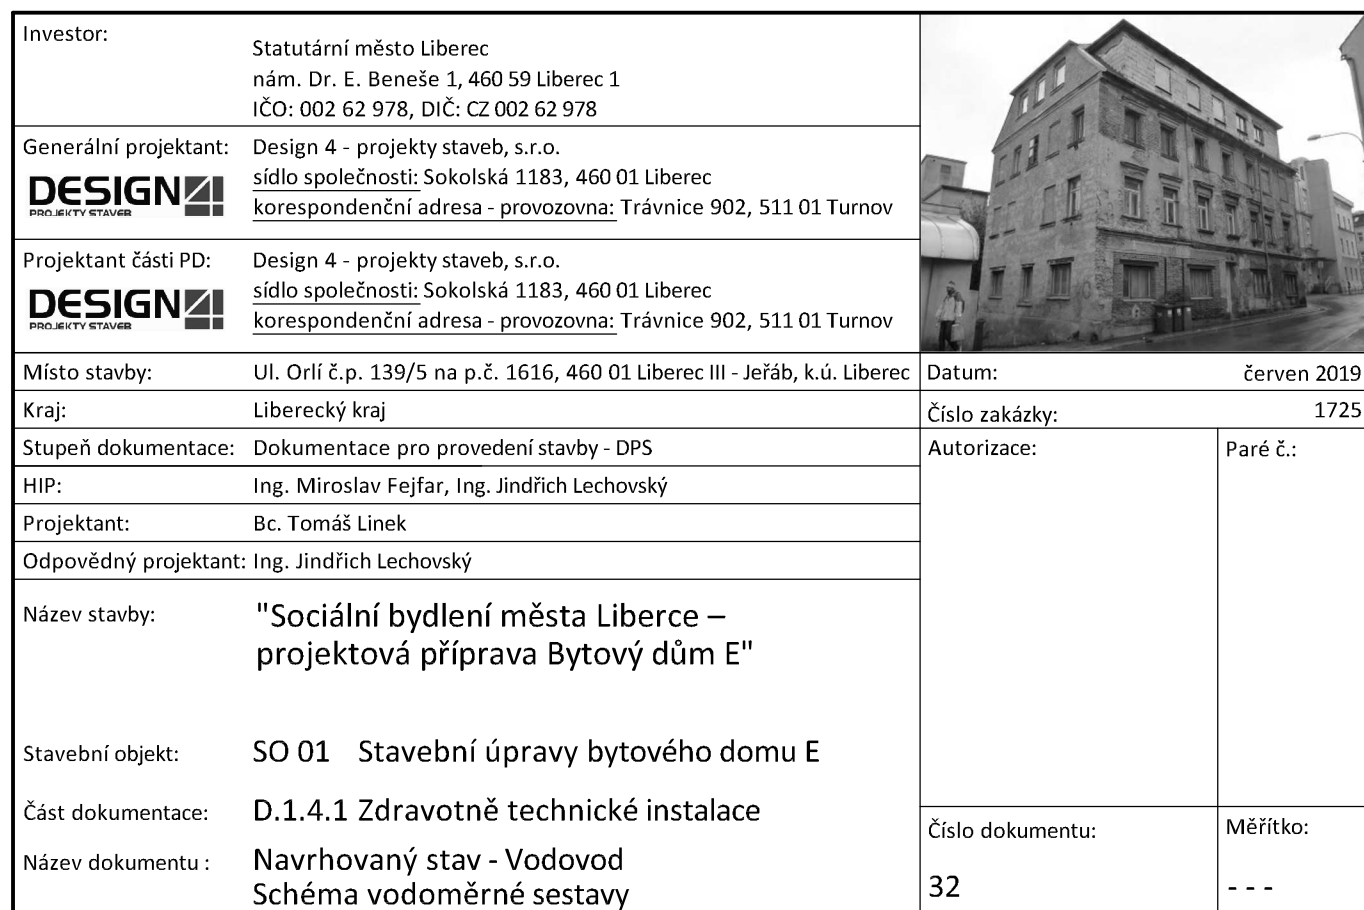 Investor:
Statutární město Liberec
nám. Dr. E. Beneše 1, 460 59 Liberec 1
IČO: 002 62 978, DIČ: CZ 002 62 978
Generální projektant:
DESIGN4
PROJEKTY STAVEB
Design 4 - projekty staveb, s.r.o.
sídlo společnosti: Sokolská 1183, 460 01 Liberec
korespondenční adresa - provozovna: Trávnice 902, 511 01 Turnov
Projektant části PD:
DESIGN4
PROJEKTY STAVEB
Design 4 - projekty staveb, s.r.o.
sídlo společnosti: Sokolská 1183, 460 01 Liberec
korespondenční adresa - provozovna: Trávnice 902, 511 01 Turnov
Místo stavby: Ul. Orlí č.p. 139/5 na p.č. 1616, 460 01 Liberec III - Jeřáb, k.ú. Liberec
Datum: červen 2019
Kraj: Liberecký kraj
Číslo zakázky: 1725
Stupeň dokumentace: Dokumentace pro provedení stavby - DPS
Autorizace:
Paré č.:
HIP: Ing. Miroslav Fejfar, Ing. Jindřich Lechovský
Projektant: Bc. Tomáš Linek
Odpovědný projektant: Ing. Jindřich Lechovský
Název stavby: "Sociální bydlení města Liberce –
projektová příprava Bytový dům E"
Stavební objekt: SO 01 Stavební úpravy bytového domu E
Část dokumentace: D.1.4.1 Zdravotně technické instalace
Název dokumentu : Navrhovaný stav - Vodovod
Schéma vodoměrné sestavy
Číslo dokumentu:
32
Měřítko:
- - -